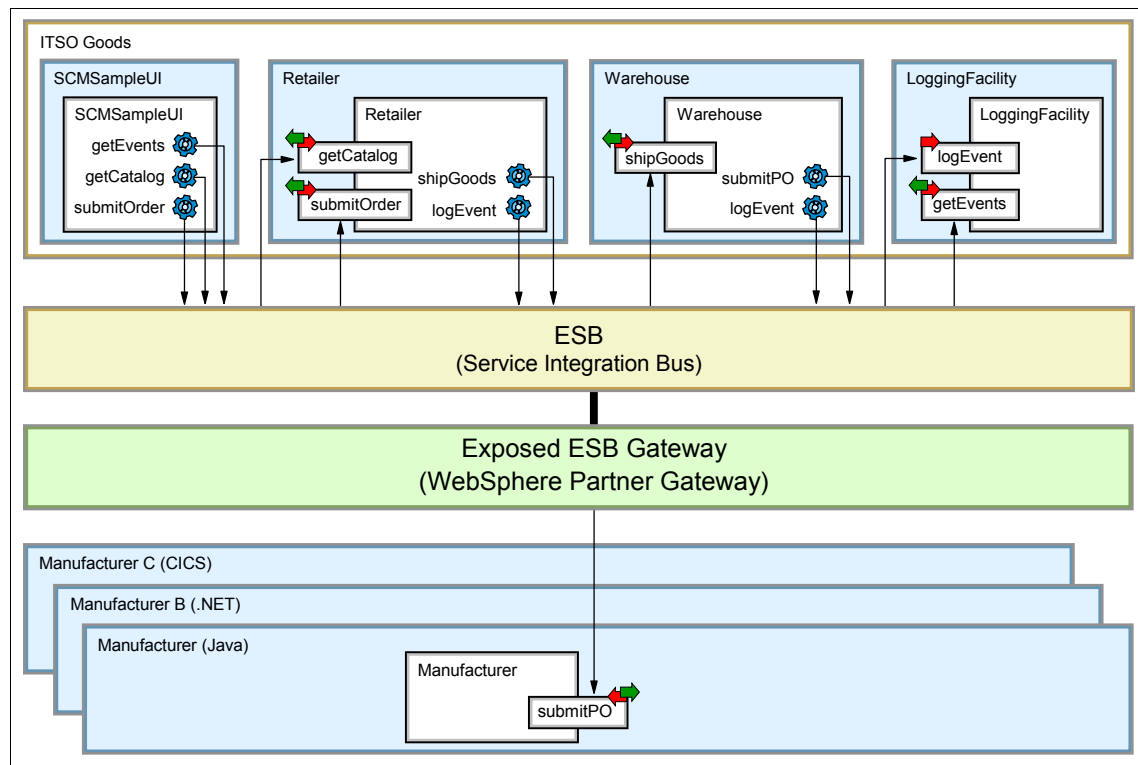 ITSO Goods
SCMSampleUI
SCMSampleUI
getEvents
getCatalog
submitOrder
Retailer
Retailer
getCatalog
submitOrder
shipGoods
logEvent
Warehouse
Warehouse
shipGoods
submitPO
logEvent
LoggingFacility
LoggingFacility
logEvent
getEvents
ESB
(Service Integration Bus)
Exposed ESB Gateway
(WebSphere Partner Gateway)
Manufacturer C (CICS)
Manufacturer B (.NET)
Manufacturer (Java)
Manufacturer
submitPO